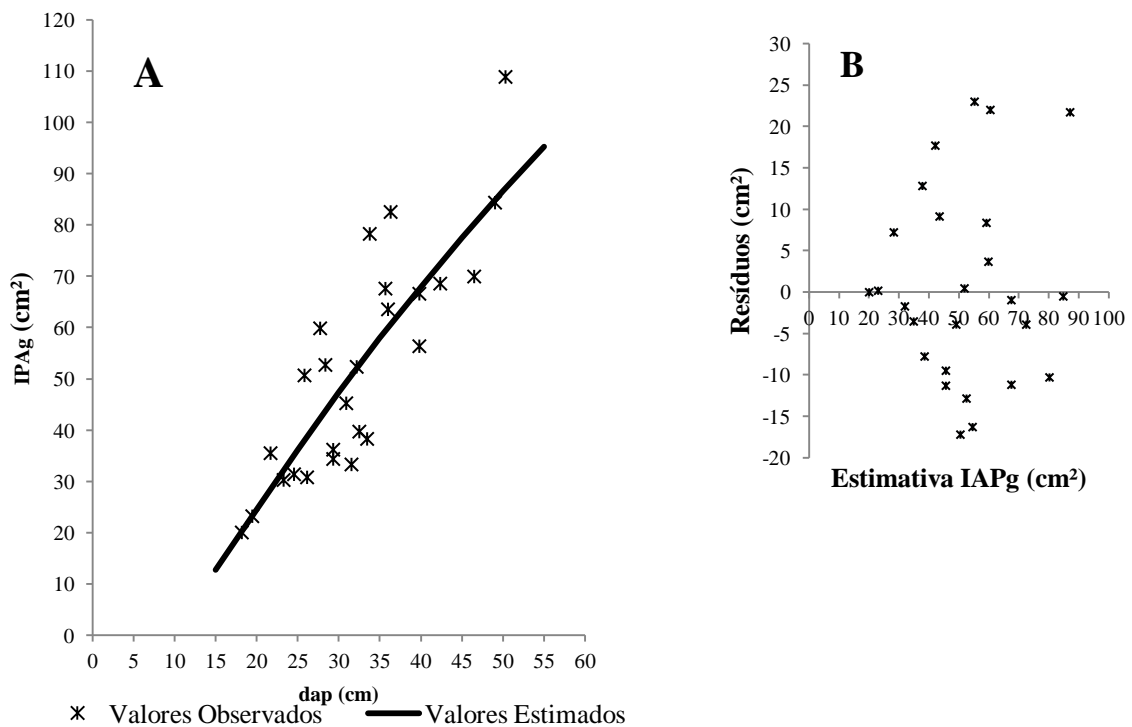 A
120
110
100
90
80
70
60
50
40
30
20
10
0
IPAg (cm²)
0 5 10 15 20 25 30 35 40 45 50 55 60
dap (cm)
Valores Observados Valores Estimados
B
30
25
20
15
10
5
0
-5
-10
-15
-20
Resíduos (cm²)
0 10 20 30 40 50 60 70 80 90 100
Estimativa IAPg (cm²)